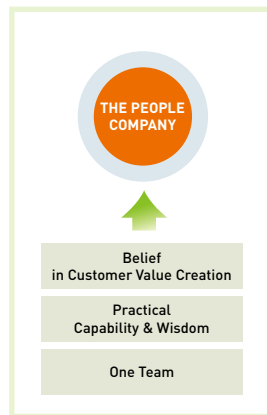 THE PEOPLE
COMPANY
Belief
in Customer Value Creation
Practical
Capability & Wisdom
One Team